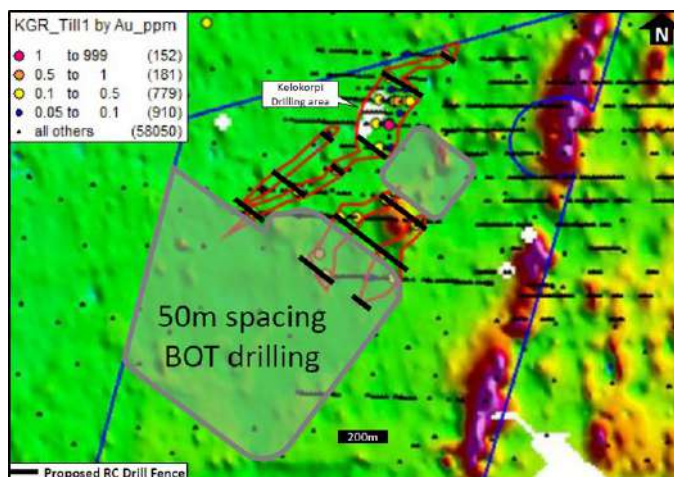 KGR_Till1 by Au_ppm
1 to 999 (152)
0.5 to 1 (181)
0.1 to 0.5 (779)
0.05 to 0.1 (910)
all others (58050)
N
Kelokorpi
Drilling area
50m spacing
BOT drilling
200m
Proposed RC Drill Fence